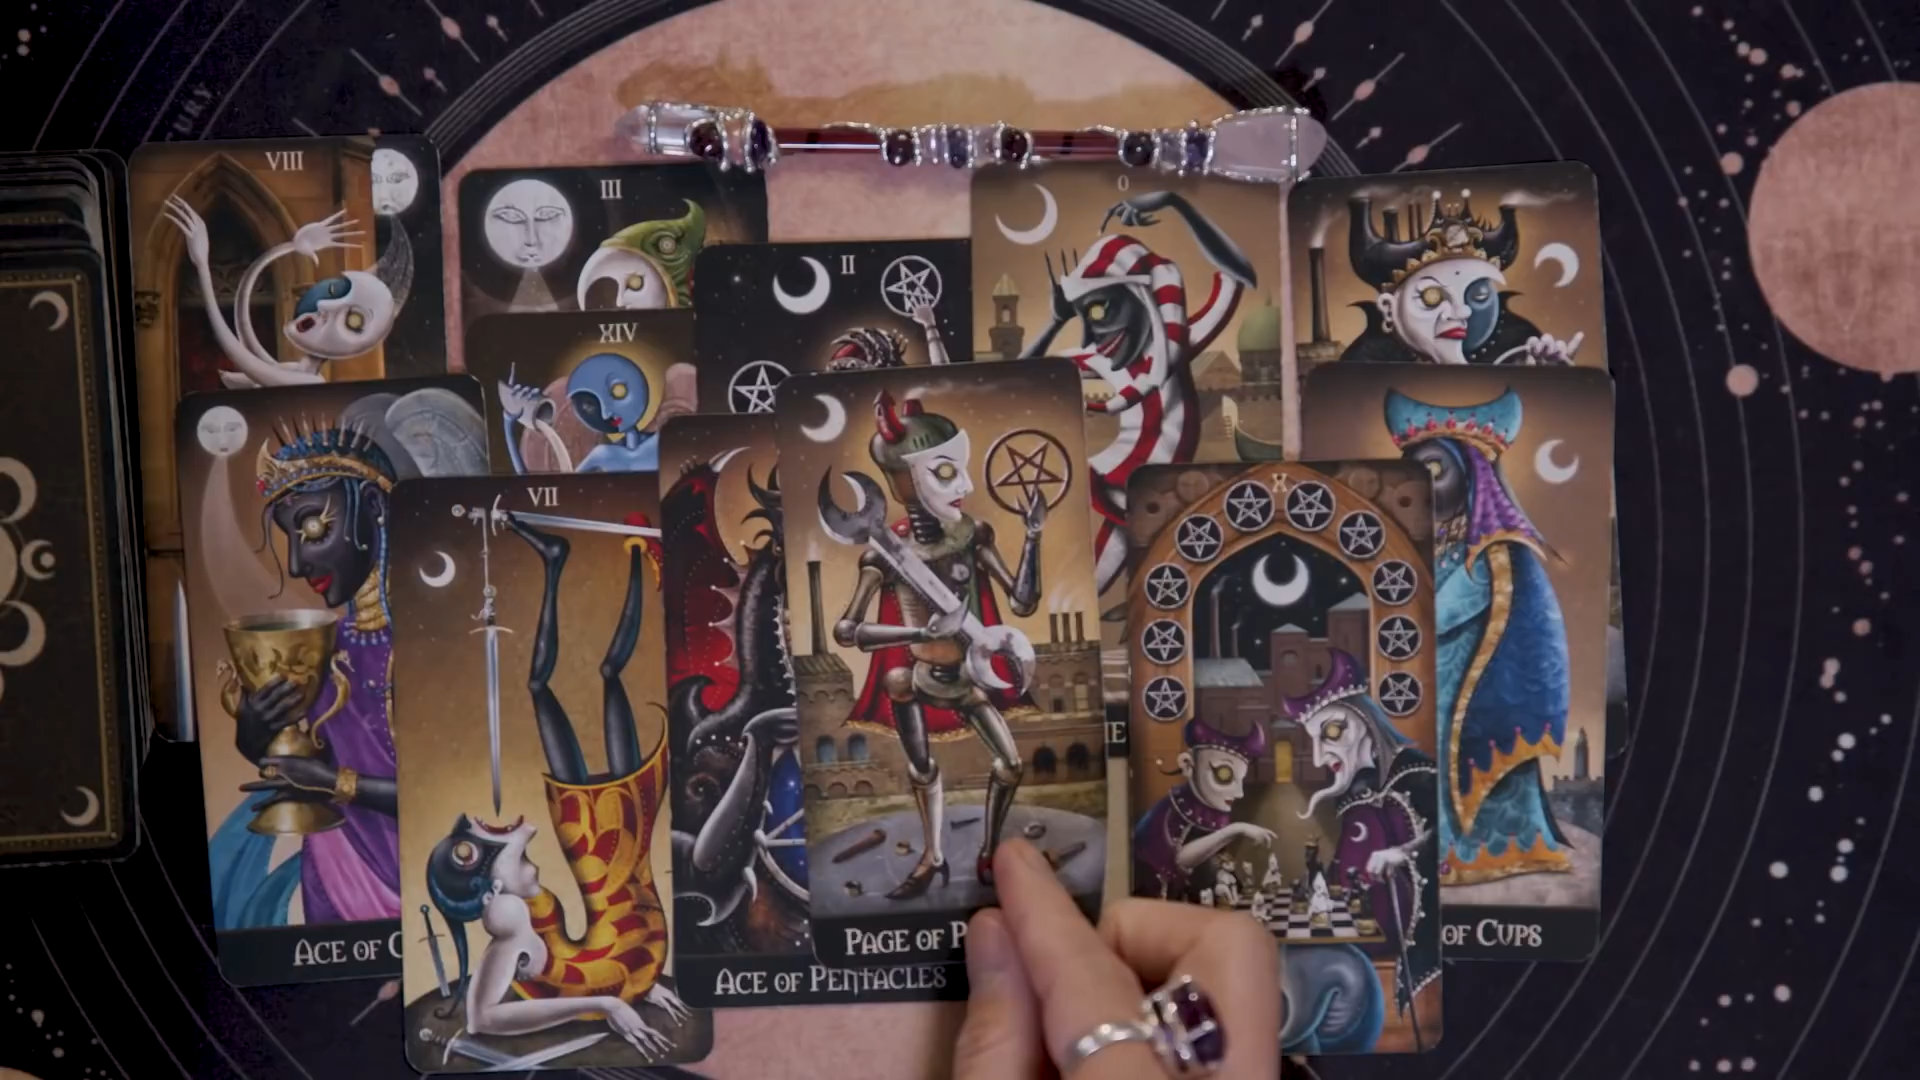 VIII
III
0
II
XIV
VII
X
ACE OF C
PAGE OF P
ACE OF PENTACLES
OF CUPS